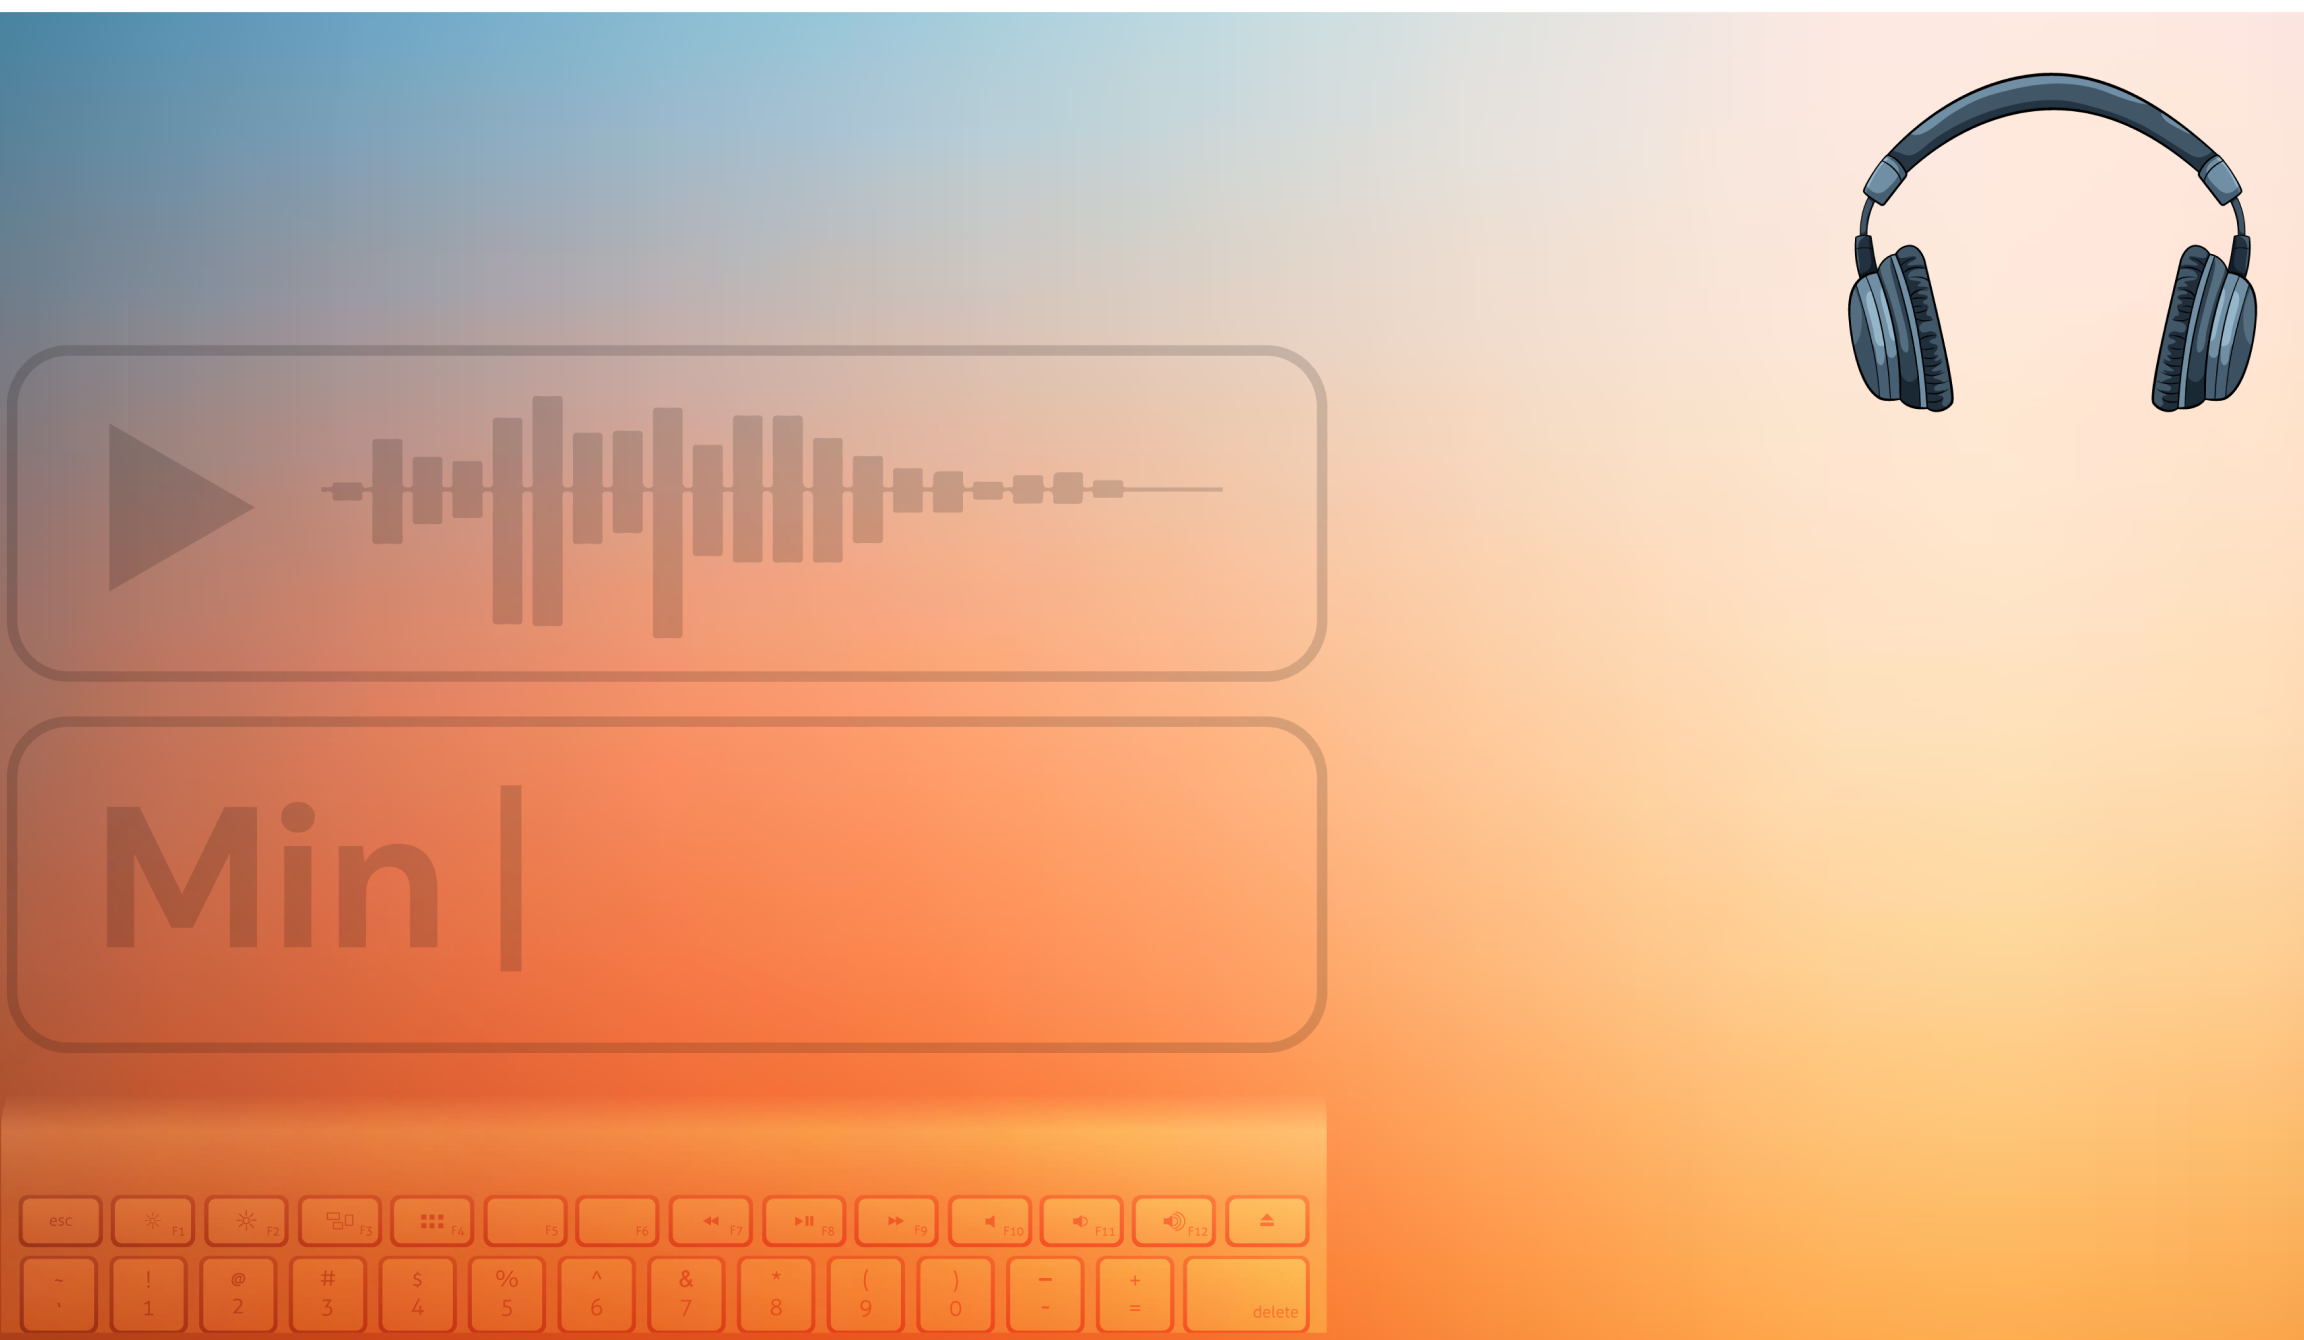 Min
esc F1 F2 F3 F4 F5 F6 F7 F8 F9 F10 F11 F12
~ ! @ # $ % ^ & * ( ) — +
` 1 2 3 4 5 6 7 8 9 0 - = delete